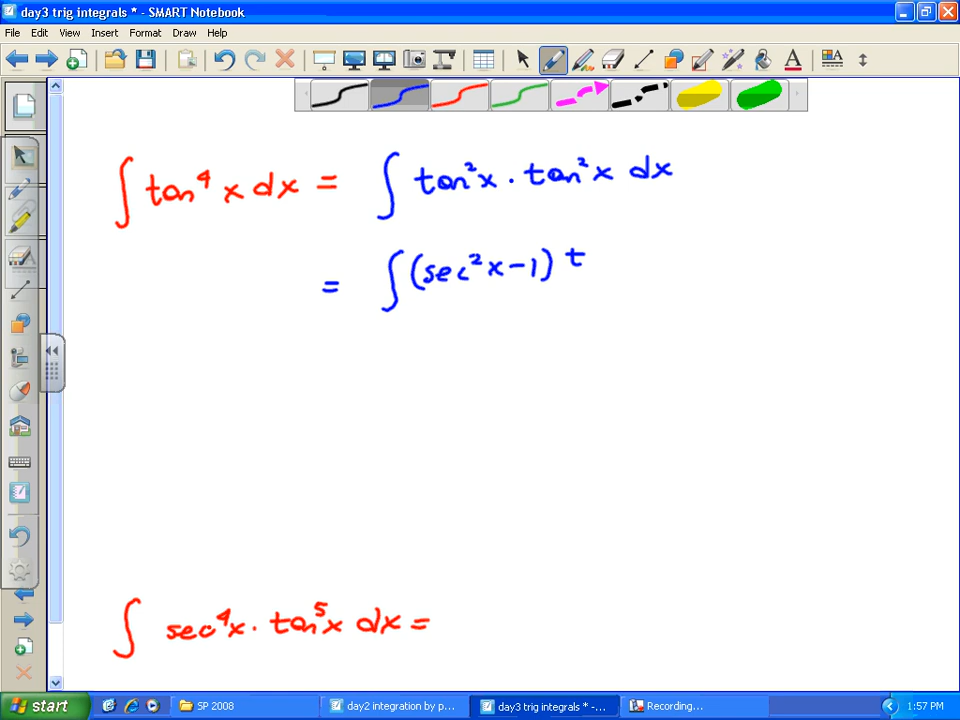 day3 trig integrals * - SMART Notebook
File Edit View Insert Format Draw Help
∫ tan⁴ x dx = ∫ tan²x · tan²x dx
= ∫ (sec²x - 1) t
∫ sec⁴x · tan⁵x dx =
start SP 2008 day2 integration by p... day3 trig integrals * -... Recording... 1:57 PM